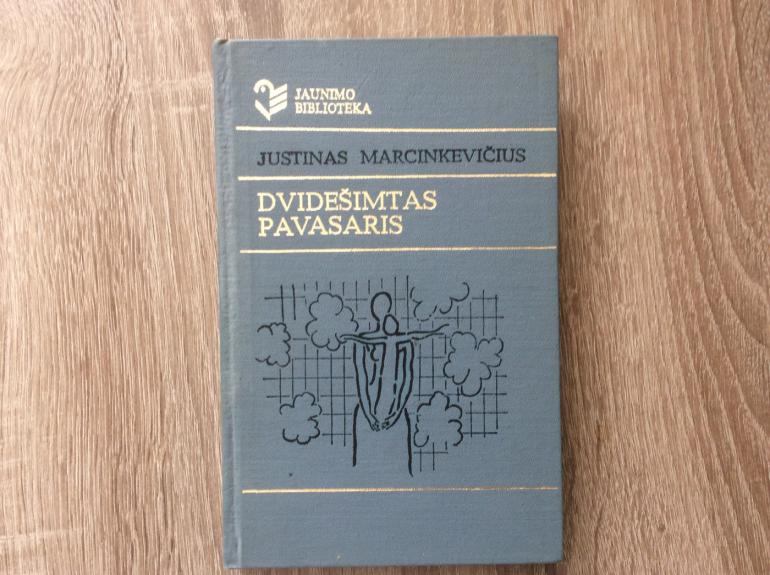 JAUNIMO
BIBLIOTEKA
JUSTINAS MARCINKEVIČIUS
DVIDEŠIMTAS
PAVASARIS